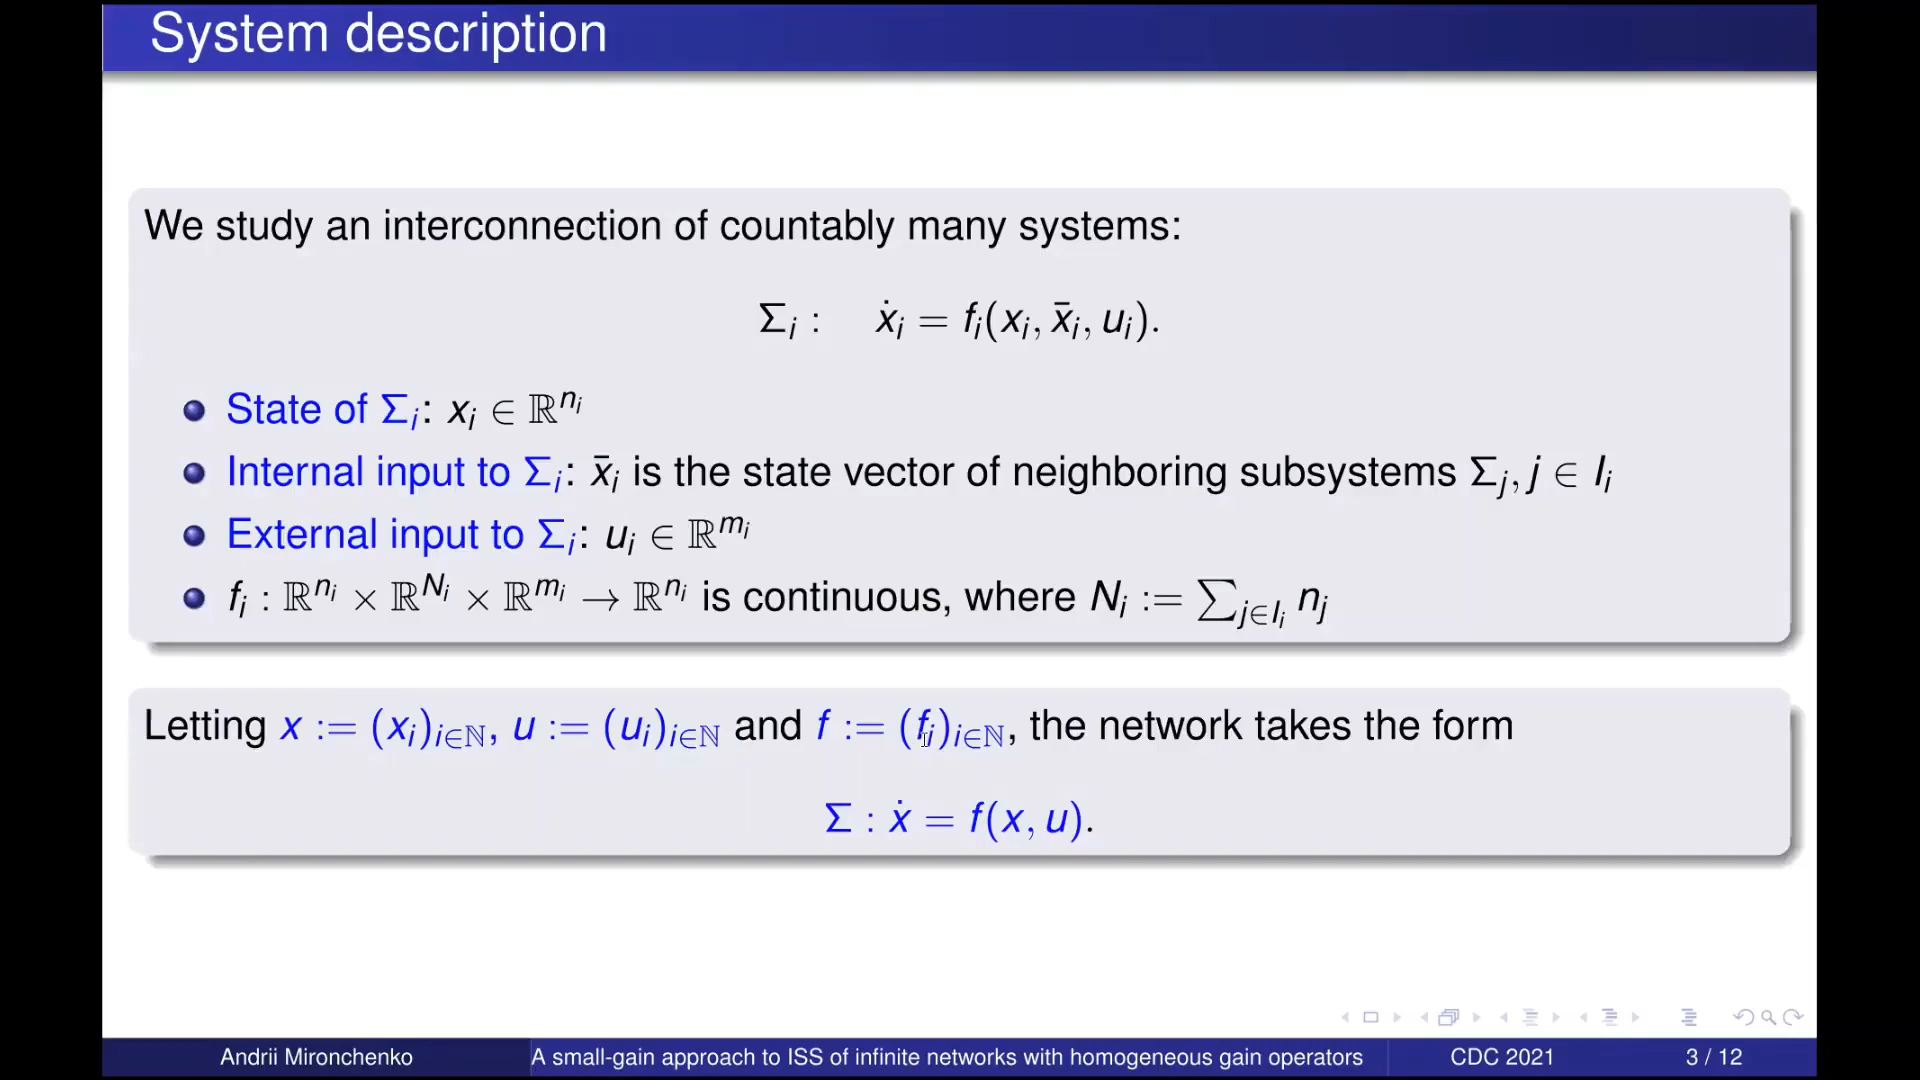 System description
We study an interconnection of countably many systems:
Σᵢ : ẋᵢ = fᵢ(xᵢ, x̄ᵢ, uᵢ).
State of Σᵢ: xᵢ ∈ ℝ^{nᵢ}
Internal input to Σᵢ: x̄ᵢ is the state vector of neighboring subsystems Σⱼ, j ∈ Iᵢ
External input to Σᵢ: uᵢ ∈ ℝ^{mᵢ}
fᵢ : ℝ^{nᵢ} × ℝ^{Nᵢ} × ℝ^{mᵢ} → ℝ^{nᵢ} is continuous, where Nᵢ := ∑_{j∈Iᵢ} nⱼ
Letting x := (xᵢ)_{i∈ℕ}, u := (uᵢ)_{i∈ℕ} and f := (fᵢ)_{i∈ℕ}, the network takes the form
Σ : ẋ = f(x, u).
Andrii Mironchenko A small-gain approach to ISS of infinite networks with homogeneous gain operators CDC 2021 3 / 12